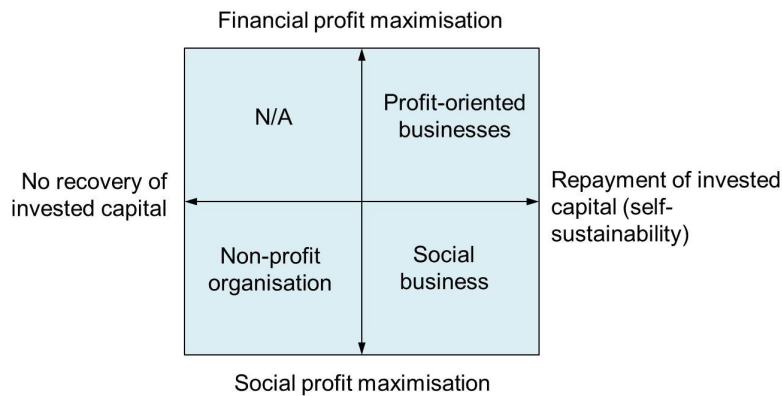 Financial profit maximisation
N/A
Profit-oriented
businesses
No recovery of
invested capital
Repayment of invested
capital (self-
sustainability)
Non-profit
organisation
Social
business
Social profit maximisation